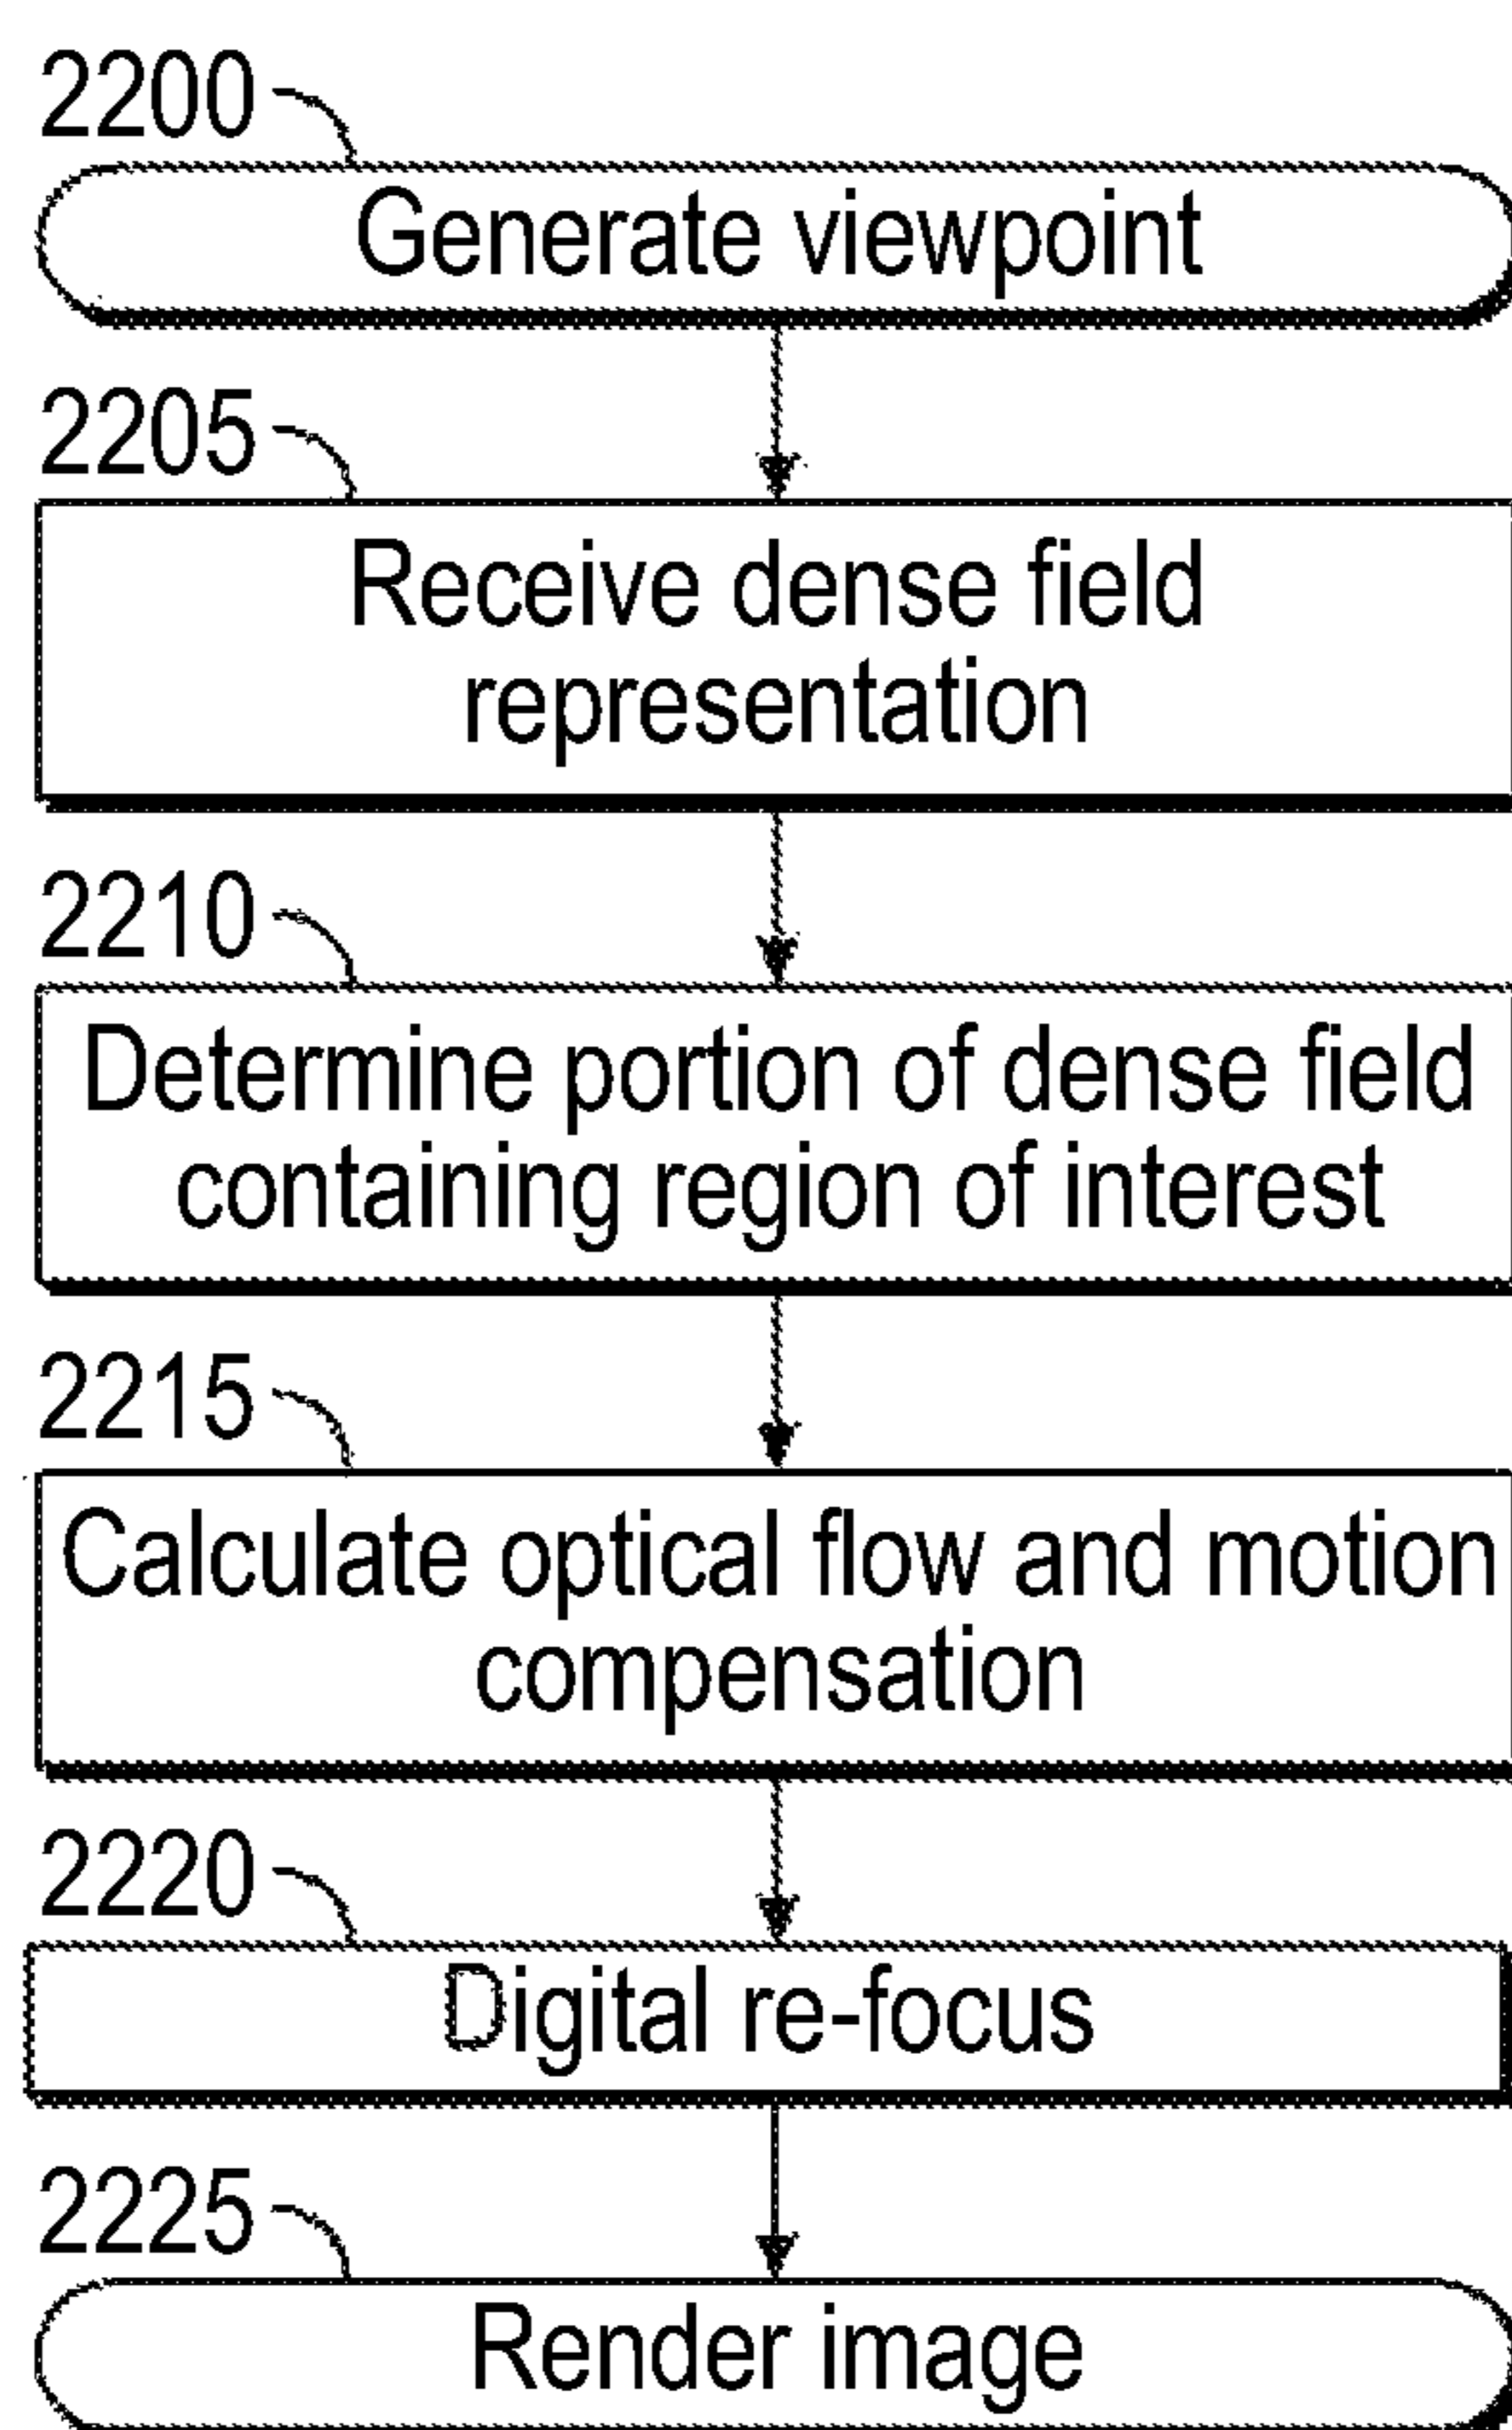 2200
Generate viewpoint
2205
Receive dense field
representation
2210
Determine portion of dense field
containing region of interest
2215
Calculate optical flow and motion
compensation
2220
Digital re-focus
2225
Render image